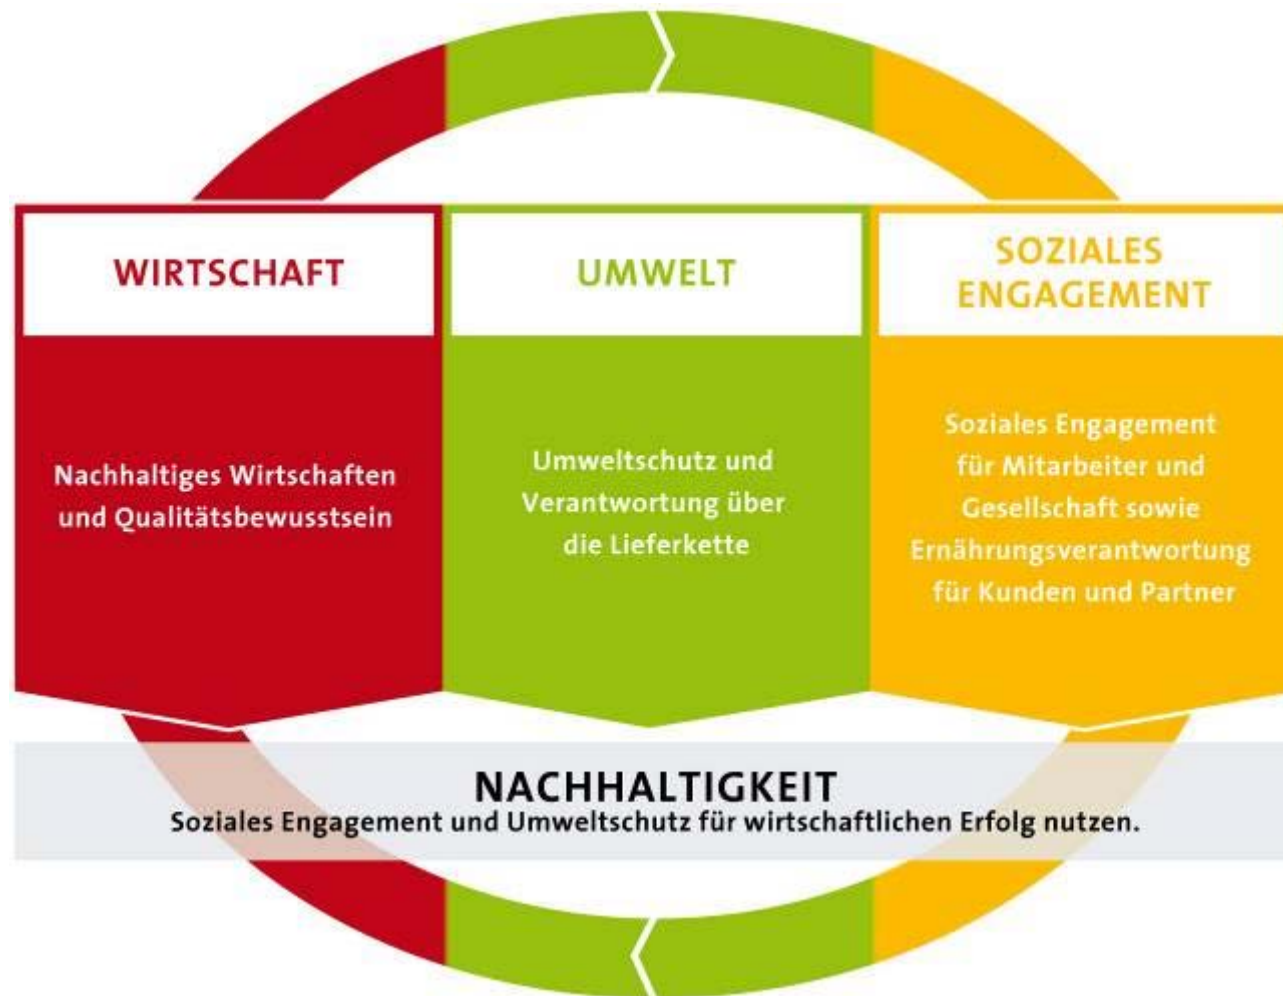 WIRTSCHAFT
Nachhaltiges Wirtschaften
und Qualitätsbewusstsein
UMWELT
Umweltschutz und
Verantwortung über
die Lieferkette
SOZIALES
ENGAGEMENT
Soziales Engagement
für Mitarbeiter und
Gesellschaft sowie
Ernährungsverantwortung
für Kunden und Partner
NACHHALTIGKEIT
Soziales Engagement und Umweltschutz für wirtschaftlichen Erfolg nutzen.